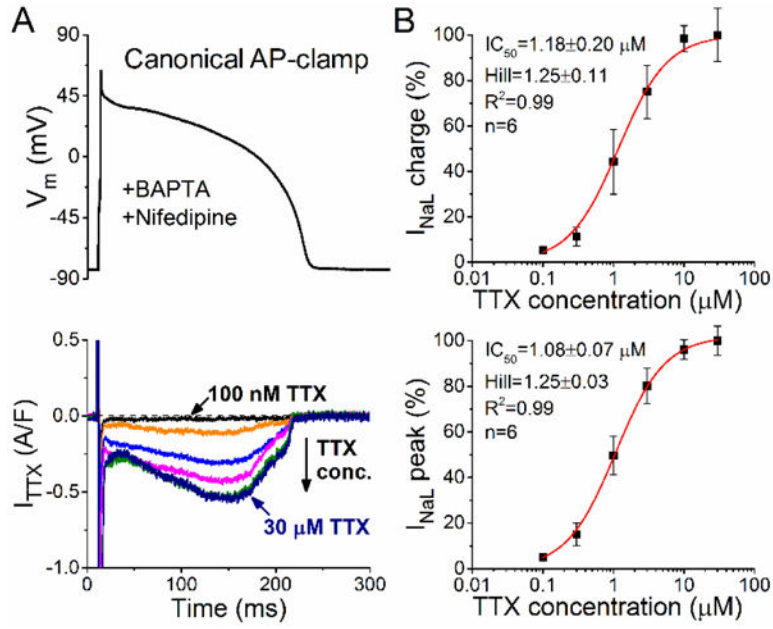 A
90
45
0
-45
-90
Vm (mV)
Canonical AP-clamp
+BAPTA
+Nifedipine
0.5
0.0
-0.5
-1.0
ITTX (A/F)
100 nM TTX
TTX
conc.
30 μM TTX
0 100 200 300
Time (ms)
B
100
80
60
40
20
0
INaL charge (%)
IC50=1.18±0.20 μM
Hill=1.25±0.11
R2=0.99
n=6
0.01 0.1 1 10 100
TTX concentration (μM)
100
80
60
40
20
0
INaL peak (%)
IC50=1.08±0.07 μM
Hill=1.25±0.03
R2=0.99
n=6
0.01 0.1 1 10 100
TTX concentration (μM)